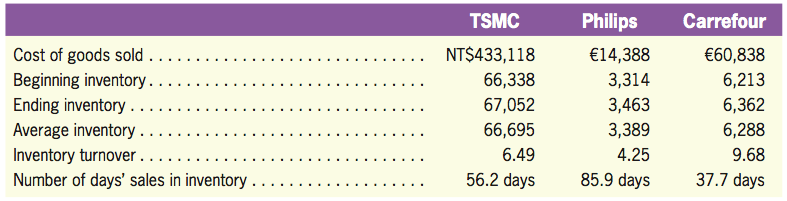 TSMC Philips Carrefour
Cost of goods sold . . . . . . . . . . . . . . . . . . . . . . . . . . . . . . NT$433,118 €14,388 €60,838
Beginning inventory . . . . . . . . . . . . . . . . . . . . . . . . . . . . . . 66,338 3,314 6,213
Ending inventory . . . . . . . . . . . . . . . . . . . . . . . . . . . . . . . . 67,052 3,463 6,362
Average inventory . . . . . . . . . . . . . . . . . . . . . . . . . . . . . . . 66,695 3,389 6,288
Inventory turnover . . . . . . . . . . . . . . . . . . . . . . . . . . . . . . . 6.49 4.25 9.68
Number of days' sales in inventory . . . . . . . . . . . . . . . . . . . 56.2 days 85.9 days 37.7 days